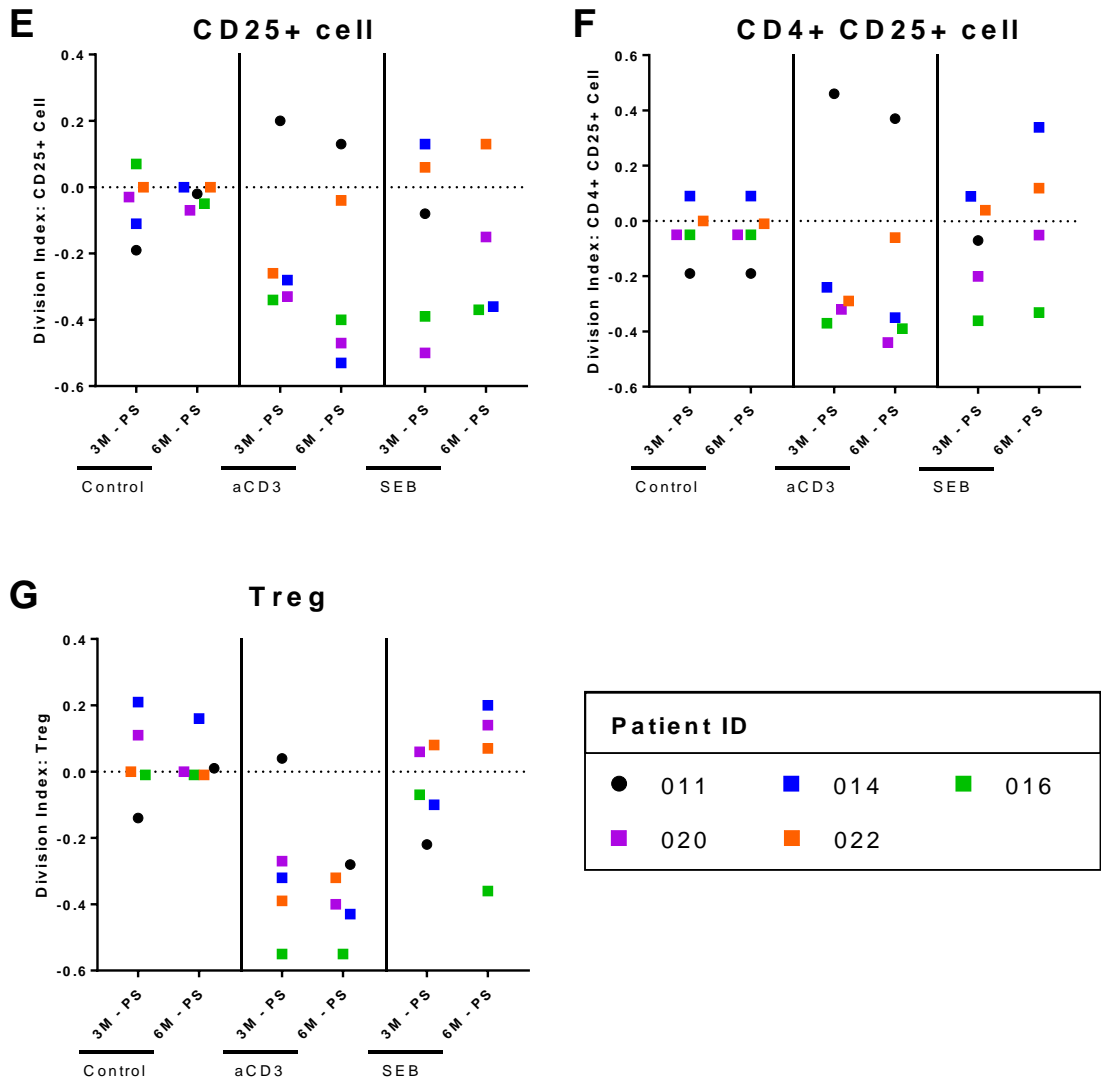 E
CD25+ cell
Division Index: CD25+ Cell
0.4
0.2
0.0
-0.2
-0.4
-0.6
3M - PS
6M - PS
3M - PS
6M - PS
3M - PS
6M - PS
Control
aCD3
SEB
F
CD4+ CD25+ cell
Division Index: CD4+ CD25+ Cell
0.6
0.4
0.2
0.0
-0.2
-0.4
-0.6
3M - PS
6M - PS
3M - PS
6M - PS
3M - PS
6M - PS
Control
aCD3
SEB
G
Treg
Division Index: Treg
0.4
0.2
0.0
-0.2
-0.4
-0.6
3M - PS
6M - PS
3M - PS
6M - PS
3M - PS
6M - PS
Control
aCD3
SEB
Patient ID
011 014 016
020 022